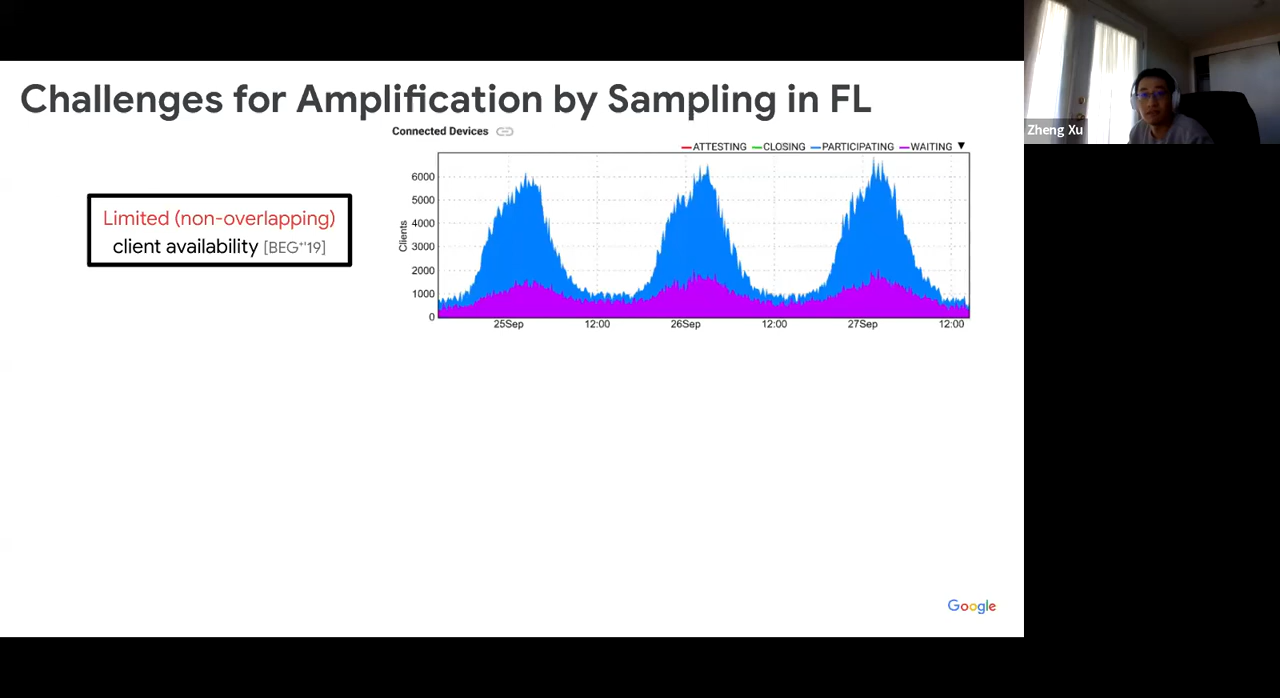 Challenges for Amplification by Sampling in FL
Connected Devices
ATTESTING CLOSING PARTICIPATING WAITING
Limited (non-overlapping)
client availability [BEG+'19]
Clients
6000
5000
4000
3000
2000
1000
0
25Sep 12:00 26Sep 12:00 27Sep 12:00
Google
Zheng Xu